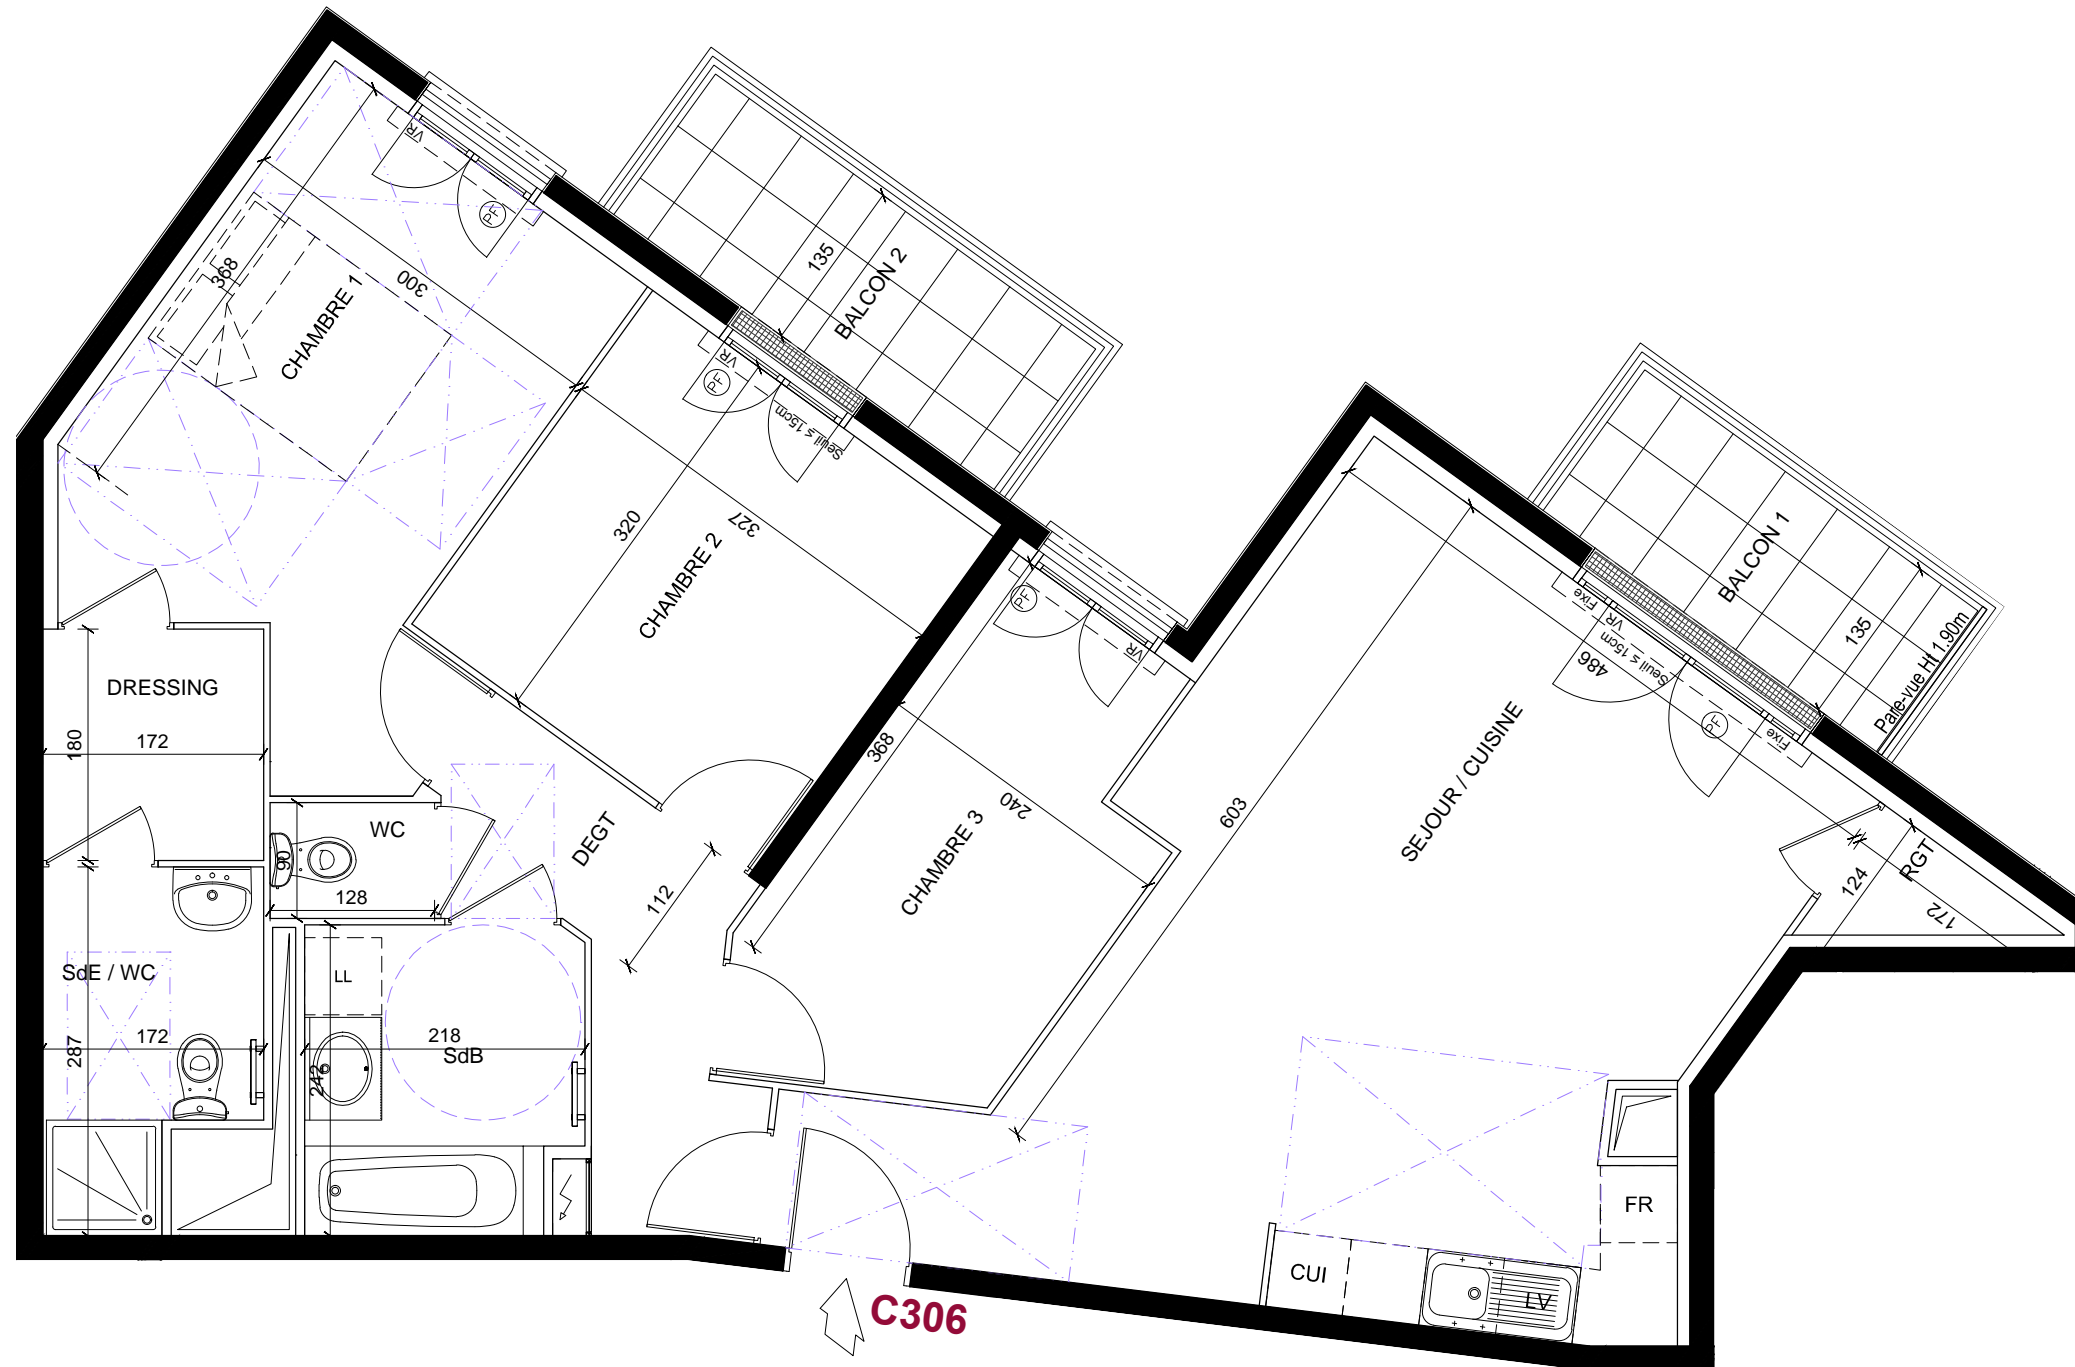 VR
PF
368
300
CHAMBRE 1
135
BALCON 2
VR
PF
Seuil ≤ 15cm
320
327
CHAMBRE 2
PF
VR
368
240
CHAMBRE 3
BALCON 1
135
Pare-vue Ht 1.90m
Fixe
VR
Seuil ≤ 15cm
486
PF
Fixe
603
SEJOUR / CUISINE
RGT
124
172
DRESSING
180
172
WC
90
128
DEGT
112
SdE / WC
172
287
LL
218
SdB
242
FR
CUI
LV
C306